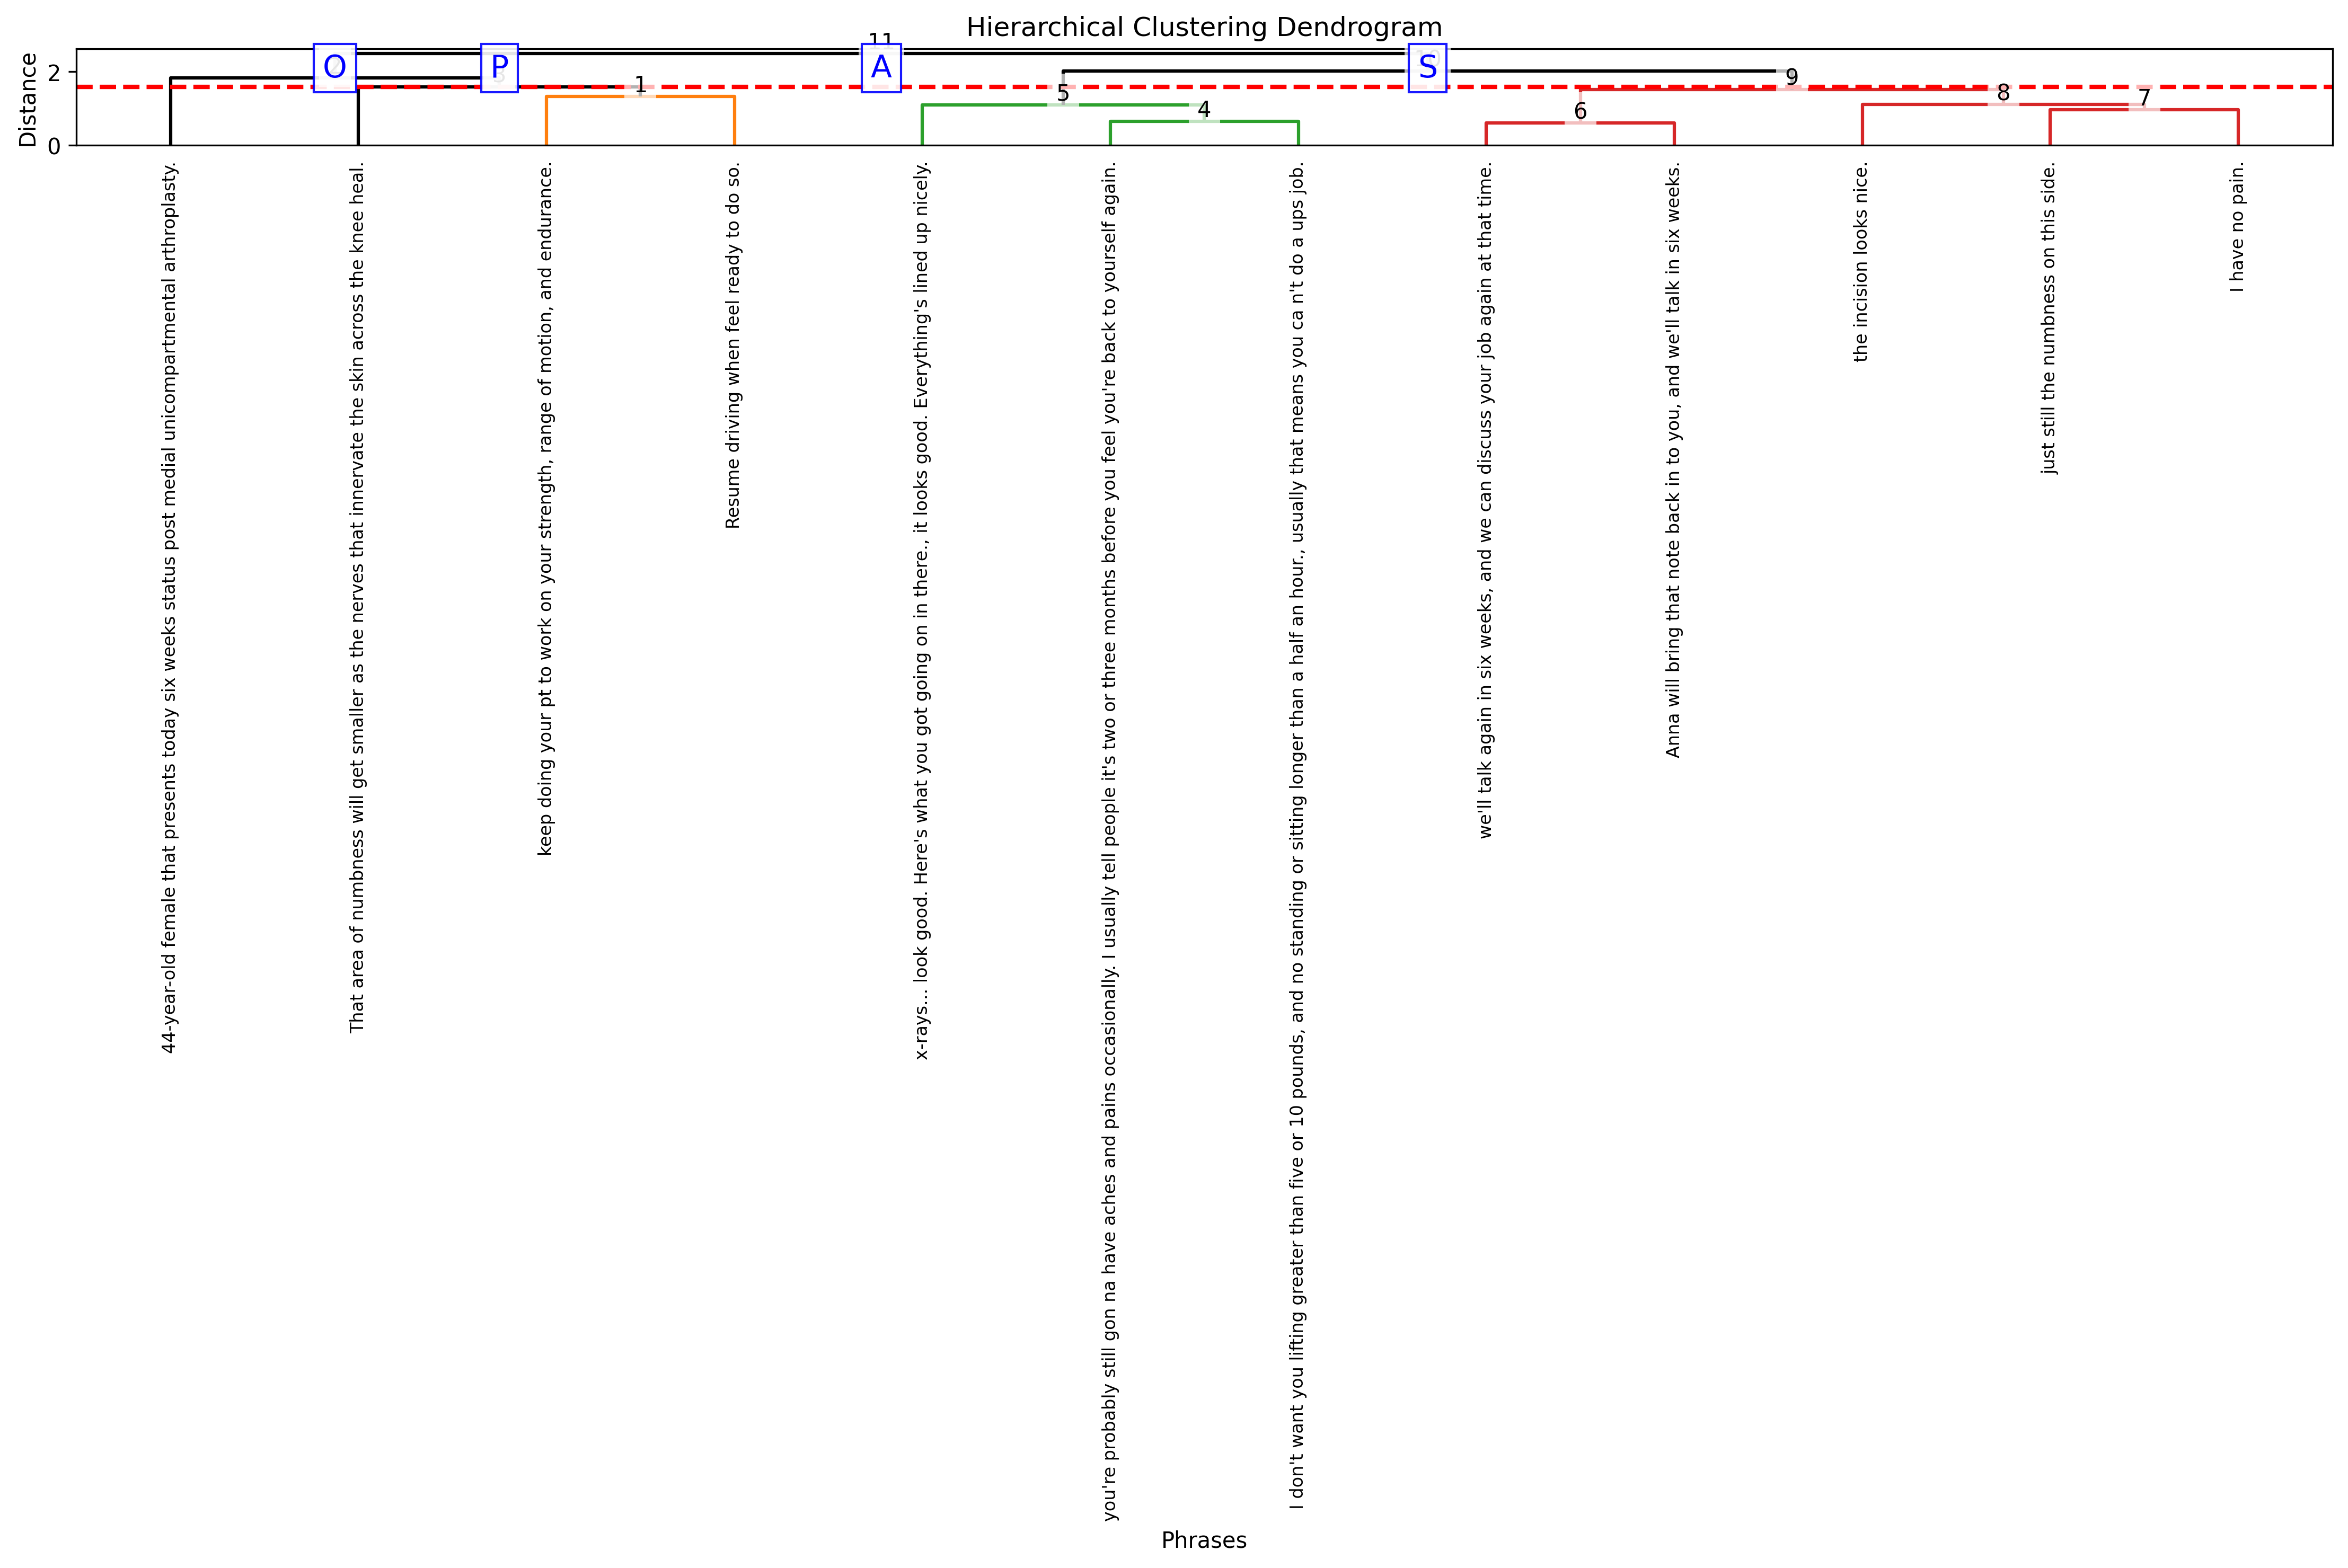 Hierarchical Clustering Dendrogram
11
O
P
A
S
Distance
2
0
1
5
4
6
9
8
7
44-year-old female that presents today six weeks status post medial unicompartmental arthroplasty.
That area of numbness will get smaller as the nerves that innervate the skin across the knee heal.
keep doing your pt to work on your strength, range of motion, and endurance.
Resume driving when feel ready to do so.
x-rays... look good. Here's what you got going on in there., it looks good. Everything's lined up nicely.
you're probably still gon na have aches and pains occasionally. I usually tell people it's two or three months before you feel you're back to yourself again.
I don't want you lifting greater than five or 10 pounds, and no standing or sitting longer than a half an hour., usually that means you ca n't do a ups job.
we'll talk again in six weeks, and we can discuss your job again at that time.
Anna will bring that note back in to you, and we'll talk in six weeks.
the incision looks nice.
just still the numbness on this side.
I have no pain.
Phrases